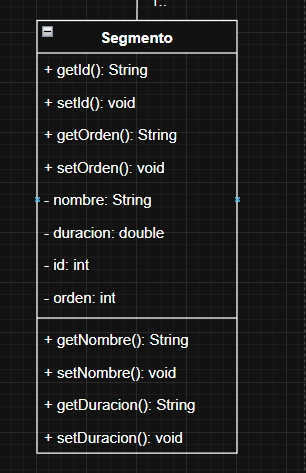 1..
Segmento
+ getId(): String
+ setId(): void
+ getOrden(): String
+ setOrden(): void
- nombre: String
- duracion: double
- id: int
- orden: int
+ getNombre(): String
+ setNombre(): void
+ getDuracion(): String
+ setDuracion(): void